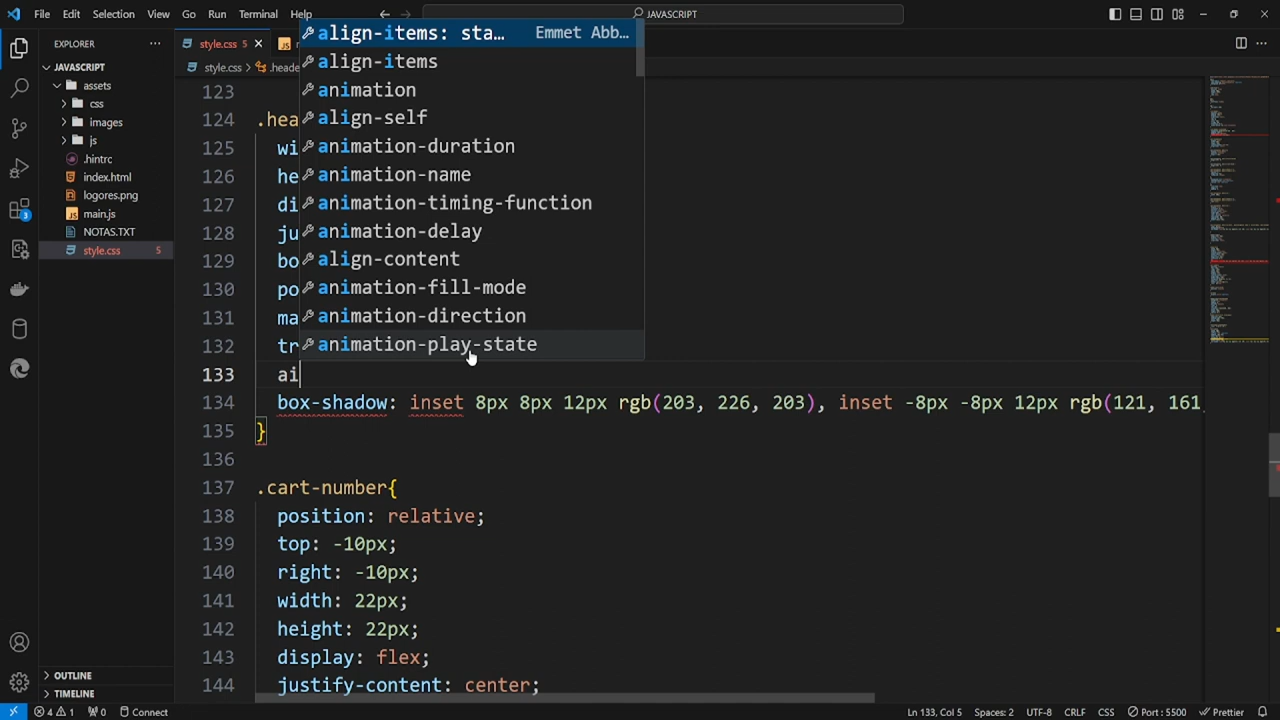 File Edit Selection View Go Run Terminal Help
JAVASCRIPT
EXPLORER
style.css 5
style.css > .heade
JAVASCRIPT
assets
css
images
js
.hintrc
index.html
logores.png
main.js
NOTAS.TXT
style.css 5
OUTLINE
TIMELINE
3
align-items: sta… Emmet Abb…
align-items
animation
align-self
animation-duration
animation-name
animation-timing-function
animation-delay
align-content
animation-fill-mode
animation-direction
animation-play-state
123
124 .hea
125 wi
126 he
127 di
128 ju
129 bo
130 po
131 ma
132 tr
133 ai
134 box-shadow: inset 8px 8px 12px rgb(203, 226, 203), inset -8px -8px 12px rgb(121, 161,
135 }
136
137 .cart-number{
138 position: relative;
139 top: -10px;
140 right: -10px;
141 width: 22px;
142 height: 22px;
143 display: flex;
144 justify-content: center;
4 1 0 Connect Ln 133, Col 5 Spaces: 2 UTF-8 CRLF CSS Port : 5500 Prettier